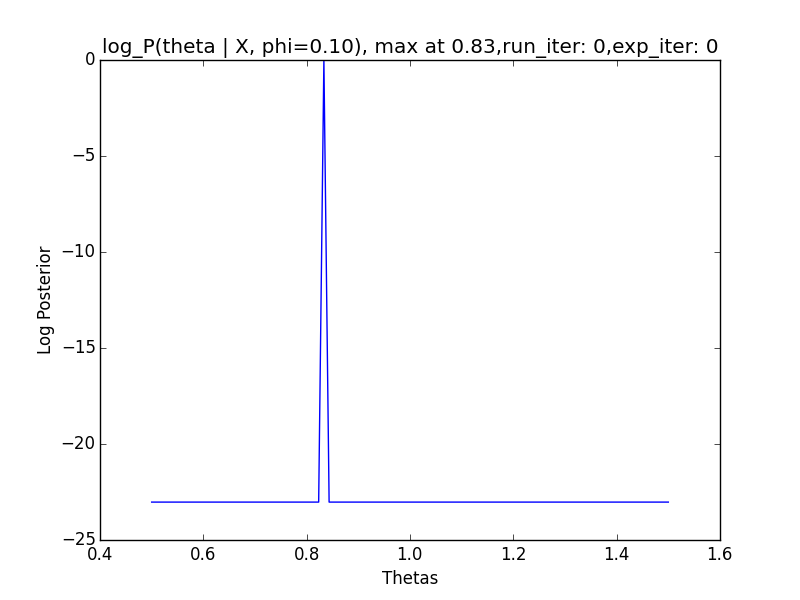 log_P(theta | X, phi=0.10), max at 0.83,run_iter: 0,exp_iter: 0
0
−5
−10
−15
−20
−25
Log Posterior
0.4 0.6 0.8 1.0 1.2 1.4 1.6
Thetas